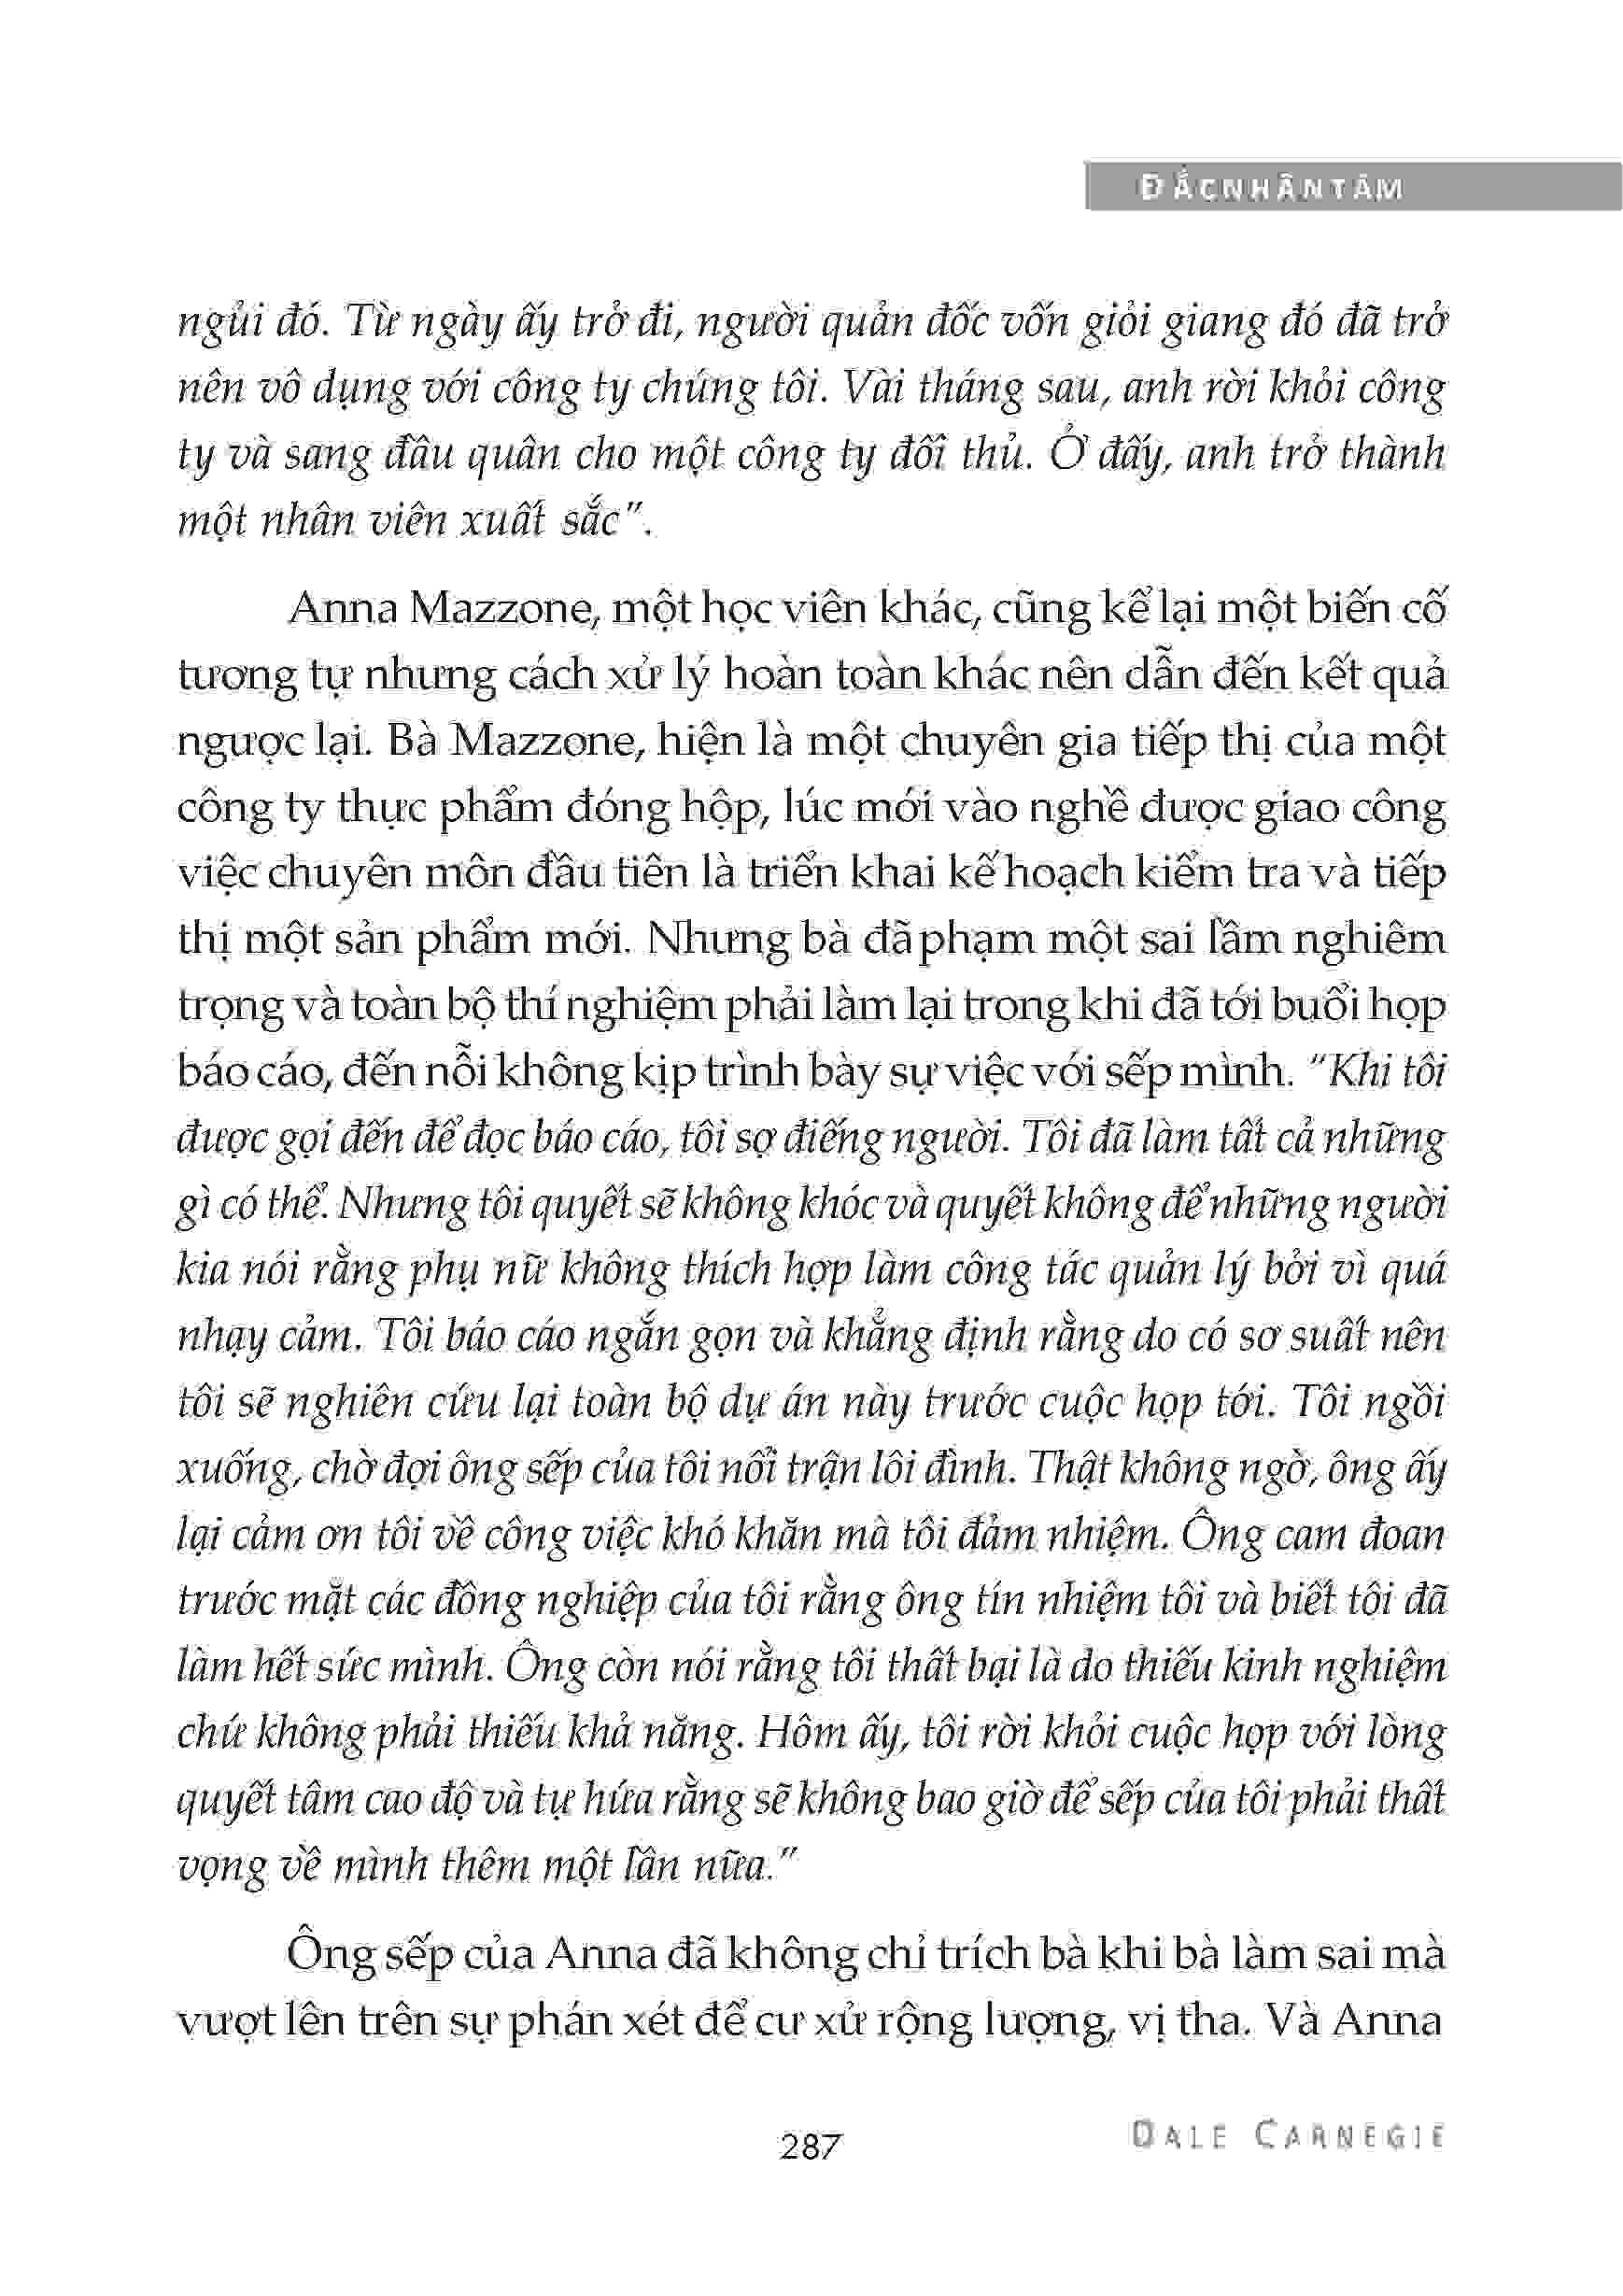 ĐẮC NHÂN TÂM
ngủi đó. Từ ngày ấy trở đi, người quản đốc vốn giỏi giang đó đã trở
nên vô dụng với công ty chúng tôi. Vài tháng sau, anh rời khỏi công
ty và sang đầu quân cho một công ty đối thủ. Ở đấy, anh trở thành
một nhân viên xuất sắc".
Anna Mazzone, một học viên khác, cũng kể lại một biến cố
tương tự nhưng cách xử lý hoàn toàn khác nên dẫn đến kết quả
ngược lại. Bà Mazzone, hiện là một chuyên gia tiếp thị của một
công ty thực phẩm đóng hộp, lúc mới vào nghề được giao công
việc chuyên môn đầu tiên là triển khai kế hoạch kiểm tra và tiếp
thị một sản phẩm mới. Nhưng bà đã phạm một sai lầm nghiêm
trọng và toàn bộ thí nghiệm phải làm lại trong khi đã tới buổi họp
báo cáo, đến nỗi không kịp trình bày sự việc với sếp mình. "Khi tôi
được gọi đến để đọc báo cáo, tôi sợ điếng người. Tôi đã làm tất cả những
gì có thể. Nhưng tôi quyết sẽ không khóc và quyết không để những người
kia nói rằng phụ nữ không thích hợp làm công tác quản lý bởi vì quá
nhạy cảm. Tôi báo cáo ngắn gọn và khẳng định rằng do có sơ suất nên
tôi sẽ nghiên cứu lại toàn bộ dự án này trước cuộc họp tới. Tôi ngồi
xuống, chờ đợi ông sếp của tôi nổi trận lôi đình. Thật không ngờ, ông ấy
lại cảm ơn tôi về công việc khó khăn mà tôi đảm nhiệm. Ông cam đoan
trước mặt các đồng nghiệp của tôi rằng ông tín nhiệm tôi và biết tôi đã
làm hết sức mình. Ông còn nói rằng tôi thất bại là do thiếu kinh nghiệm
chứ không phải thiếu khả năng. Hôm ấy, tôi rời khỏi cuộc họp với lòng
quyết tâm cao độ và tự hứa rằng sẽ không bao giờ để sếp của tôi phải thất
vọng về mình thêm một lần nữa."
Ông sếp của Anna đã không chỉ trích bà khi bà làm sai mà
vượt lên trên sự phán xét để cư xử rộng lượng, vị tha. Và Anna
287
DALE CARNEGIE